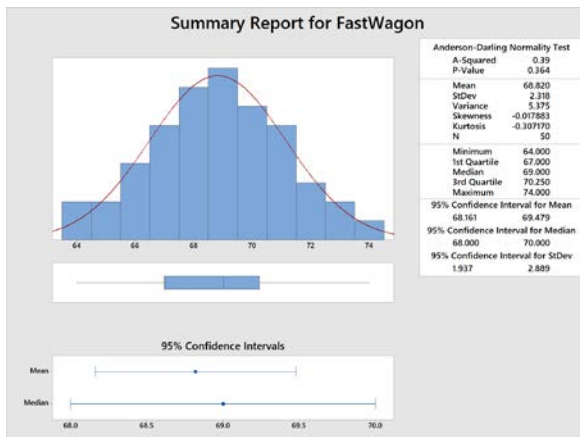 Summary Report for FastWagon
Anderson-Darling Normality Test
A-Squared 0.39
P-Value 0.364
Mean 68.820
StDev 2.318
Variance 5.375
Skewness -0.017883
Kurtosis -0.307170
N 50
Minimum 64.000
1st Quartile 67.000
Median 69.000
3rd Quartile 70.250
Maximum 74.000
95% Confidence Interval for Mean
68.161 69.479
95% Confidence Interval for Median
68.000 70.000
95% Confidence Interval for StDev
1.937 2.889
64 66 68 70 72 74
95% Confidence Intervals
Mean
Median
68.0 68.5 69.0 69.5 70.0